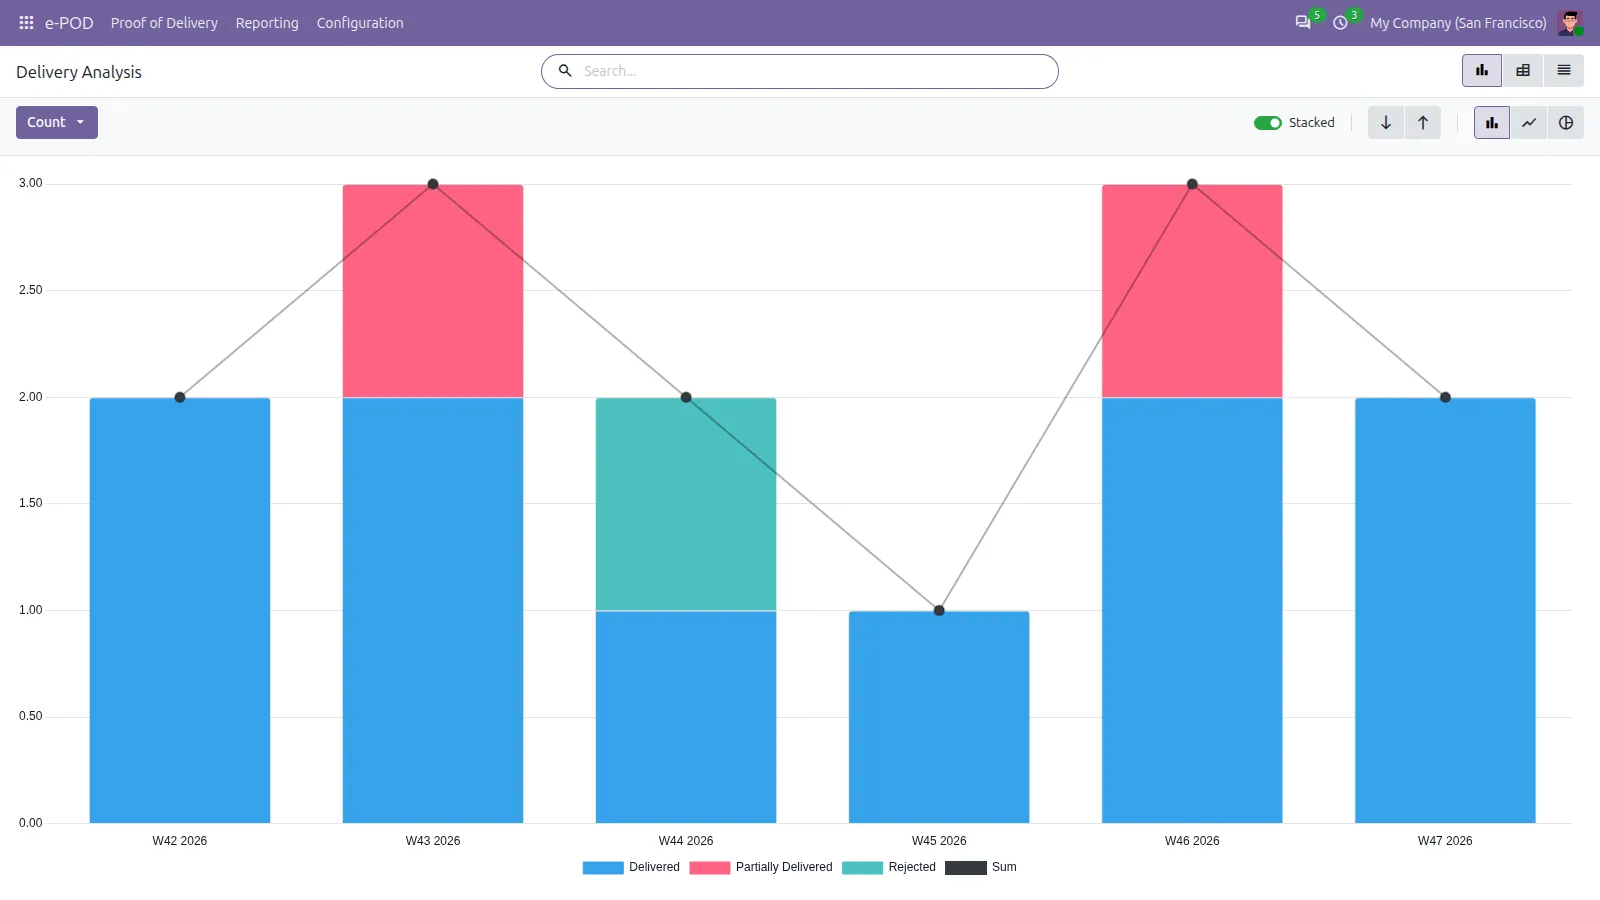 e-POD Proof of Delivery Reporting Configuration 5 3 My Company (San Francisco)
Delivery Analysis Search...
Count Stacked
3.00
2.50
2.00
1.50
1.00
0.50
0.00
W42 2026 W43 2026 W44 2026 W45 2026 W46 2026 W47 2026
Delivered Partially Delivered Rejected Sum